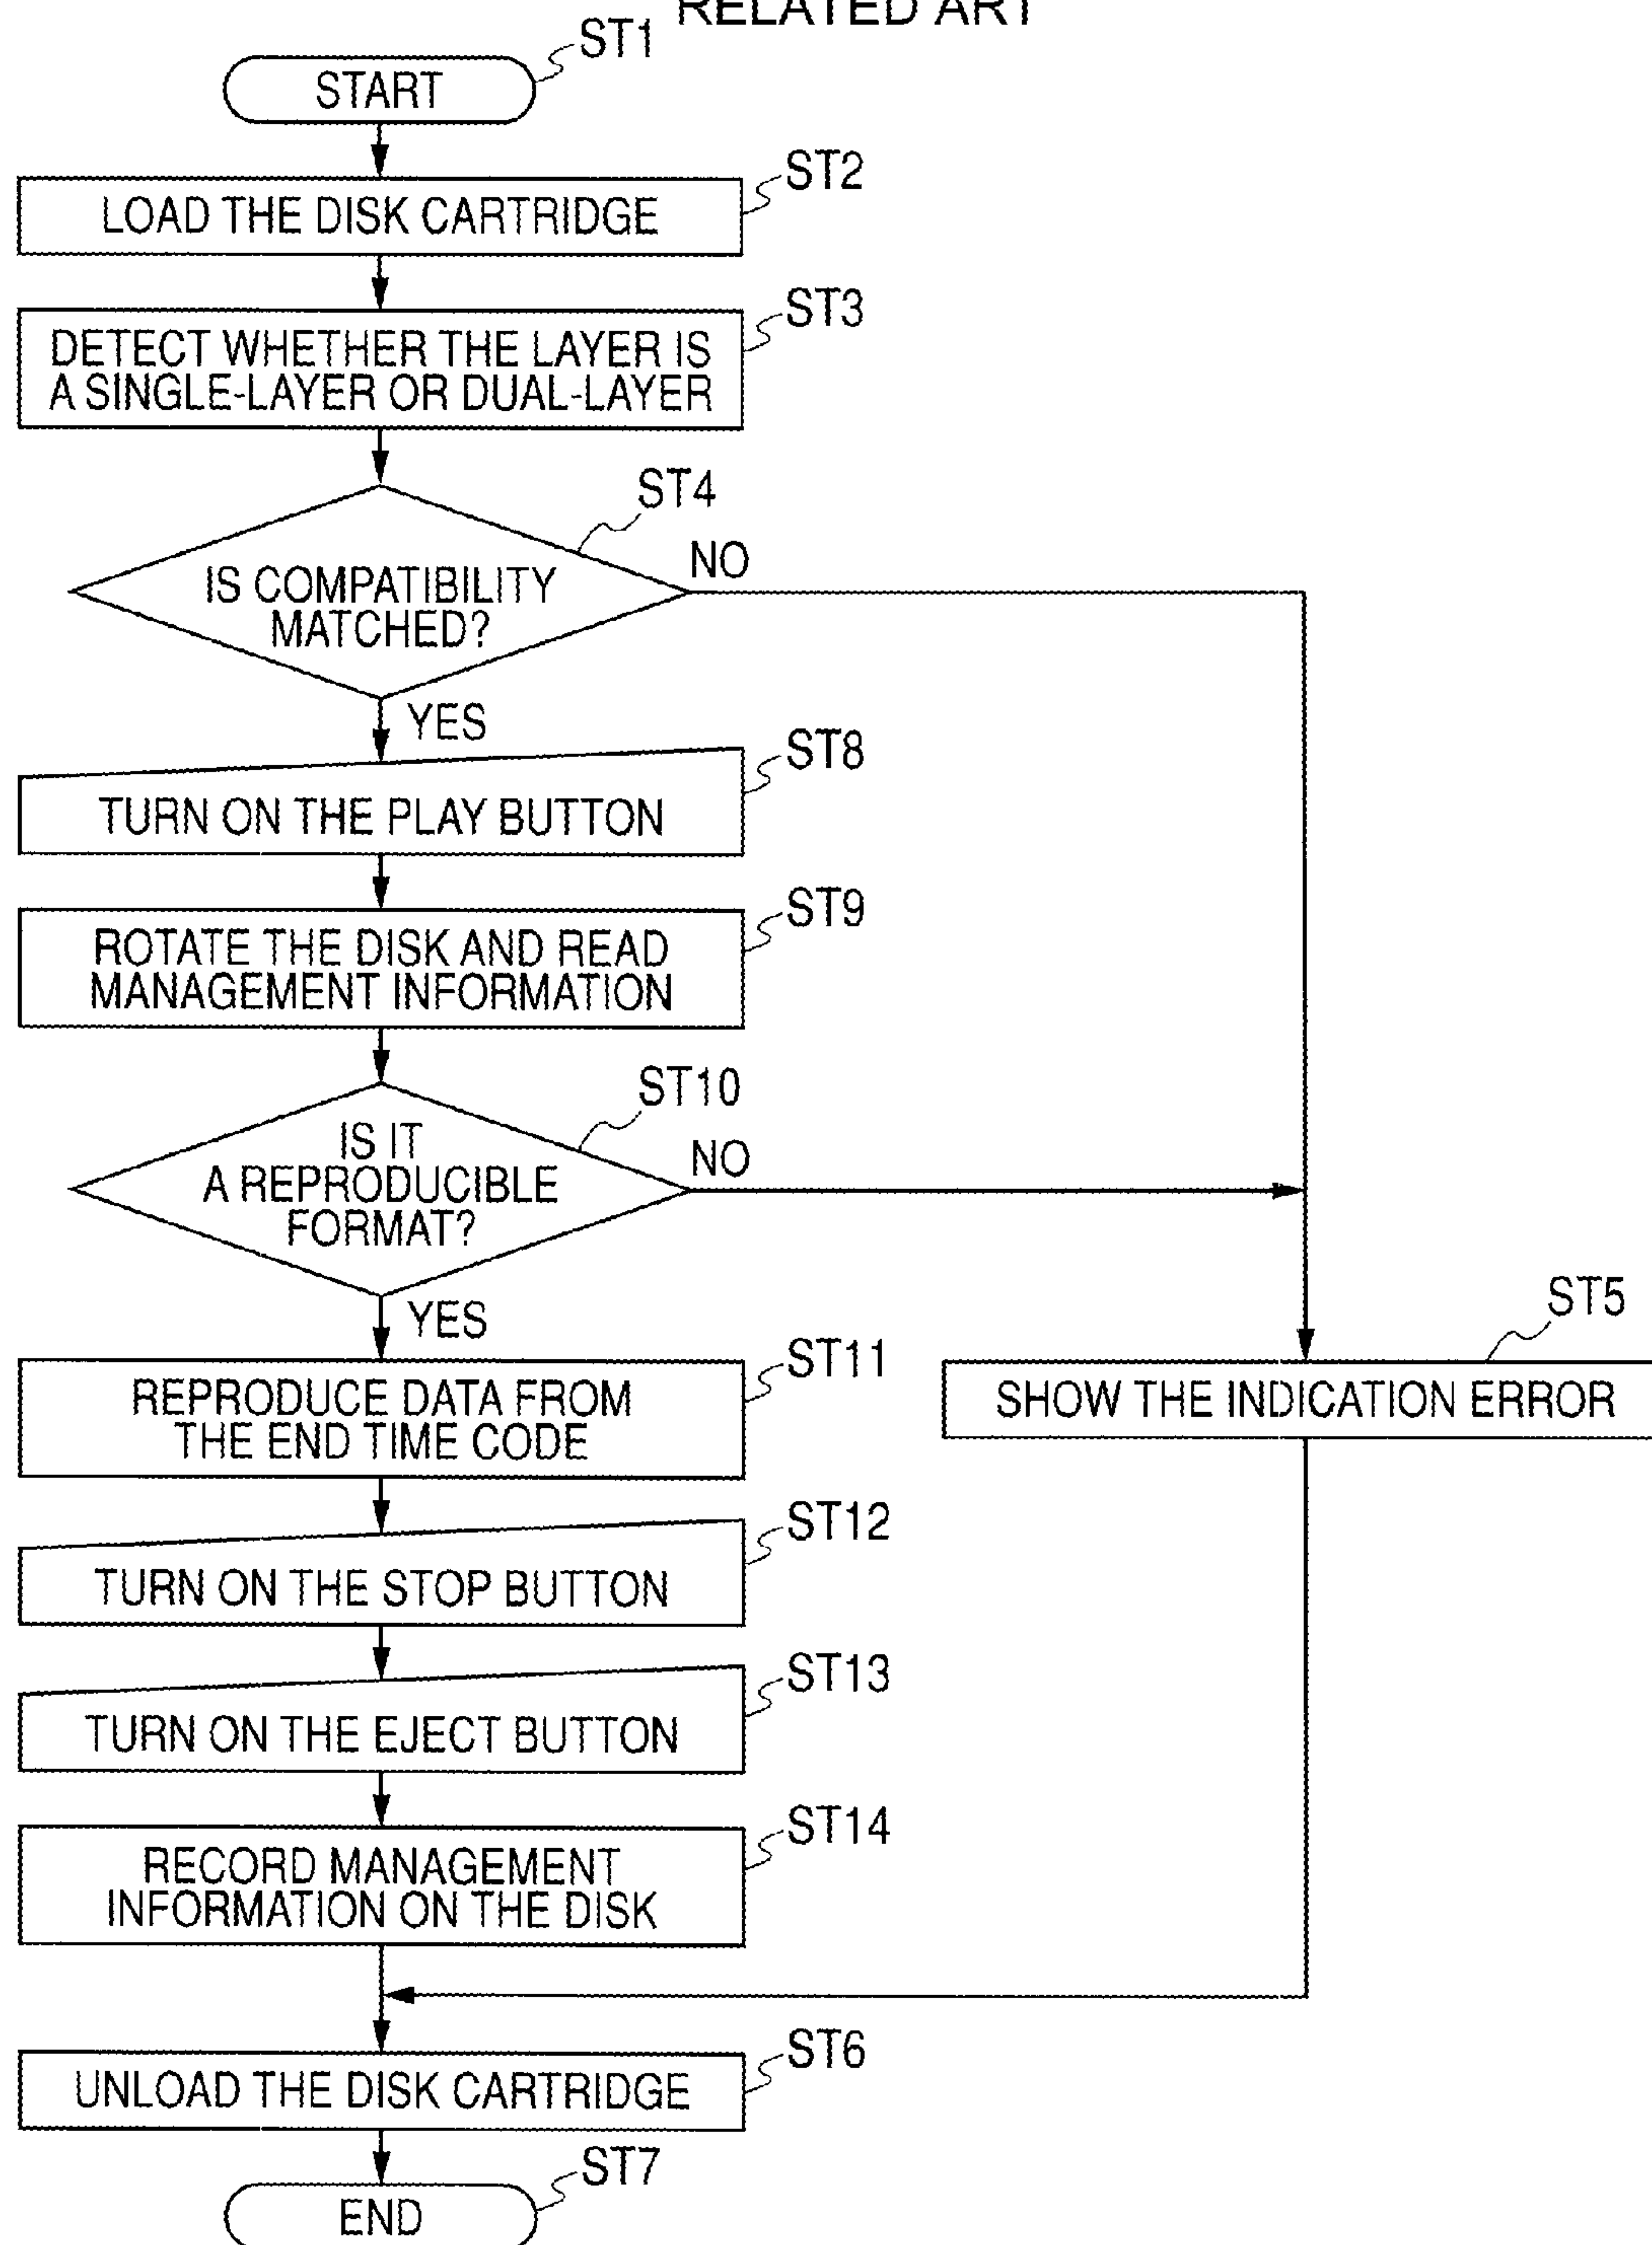 RELATED ART
ST1
START
ST2
LOAD THE DISK CARTRIDGE
ST3
DETECT WHETHER THE LAYER IS
A SINGLE-LAYER OR DUAL-LAYER
ST4
NO
IS COMPATIBILITY
MATCHED?
YES
ST8
TURN ON THE PLAY BUTTON
ST9
ROTATE THE DISK AND READ
MANAGEMENT INFORMATION
ST10
NO
IS IT
A REPRODUCIBLE
FORMAT?
YES
ST5
SHOW THE INDICATION ERROR
ST11
REPRODUCE DATA FROM
THE END TIME CODE
ST12
TURN ON THE STOP BUTTON
ST13
TURN ON THE EJECT BUTTON
ST14
RECORD MANAGEMENT
INFORMATION ON THE DISK
ST6
UNLOAD THE DISK CARTRIDGE
ST7
END